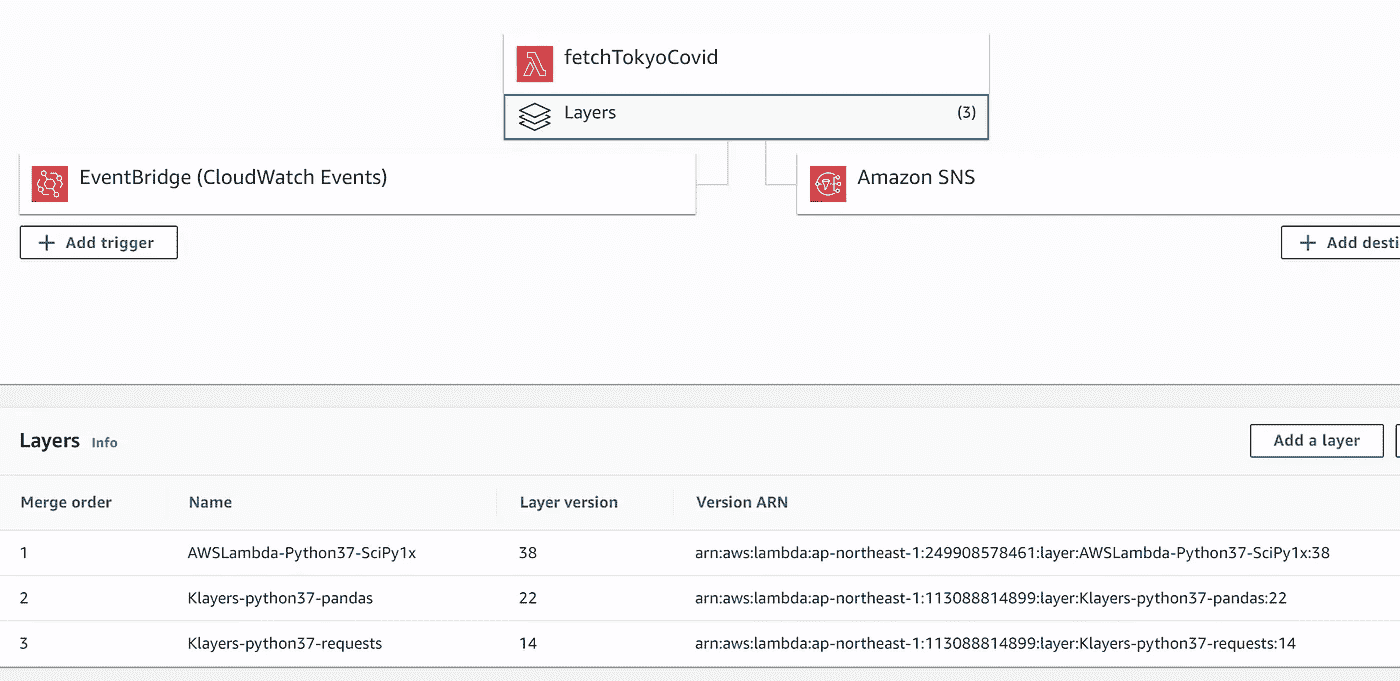 fetchTokyoCovid
Layers (3)
EventBridge (CloudWatch Events) Amazon SNS
Add trigger Add desti
Layers Info Add a layer
Merge order Name Layer version Version ARN
1 AWSLambda-Python37-SciPy1x 38 arn:aws:lambda:ap-northeast-1:249908578461:layer:AWSLambda-Python37-SciPy1x:38
2 Klayers-python37-pandas 22 arn:aws:lambda:ap-northeast-1:113088814899:layer:Klayers-python37-pandas:22
3 Klayers-python37-requests 14 arn:aws:lambda:ap-northeast-1:113088814899:layer:Klayers-python37-requests:14